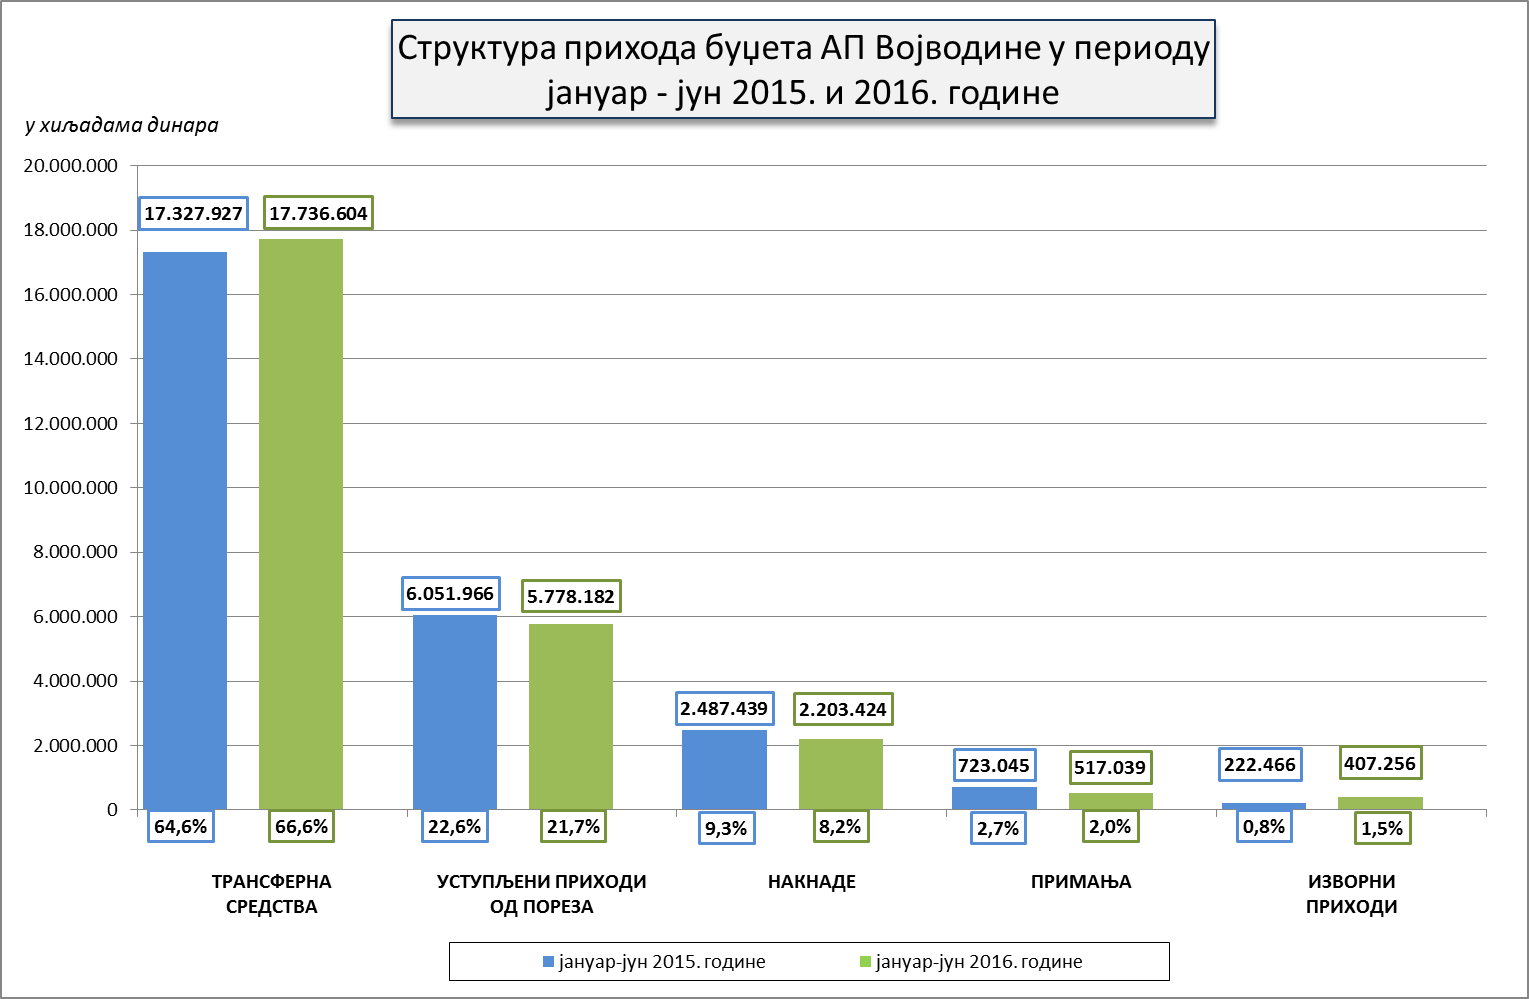 Структура прихода буџета АП Војводине у периоду
јануар - јун 2015. и 2016. године
у хиљадама динара
20.000.000
18.000.000
16.000.000
14.000.000
12.000.000
10.000.000
8.000.000
6.000.000
4.000.000
2.000.000
0
17.327.927
17.736.604
6.051.966
5.778.182
2.487.439
2.203.424
723.045
517.039
222.466
407.256
64,6%
66,6%
22,6%
21,7%
9,3%
8,2%
2,7%
2,0%
0,8%
1,5%
ТРАНСФЕРНА
СРЕДСТВА
УСТУПЉЕНИ ПРИХОДИ
ОД ПОРЕЗА
НАКНАДЕ
ПРИМАЊА
ИЗВОРНИ
ПРИХОДИ
јануар-јун 2015. године
јануар-јун 2016. године